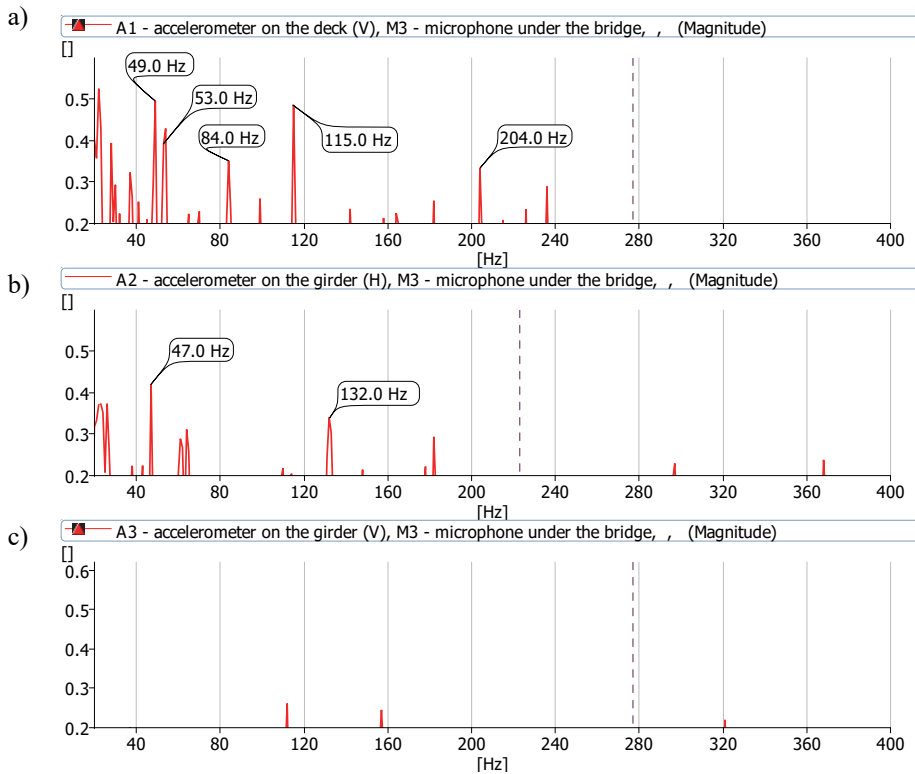 a)
A1 - accelerometer on the deck (V), M3 - microphone under the bridge, , (Magnitude)
[]
49.0 Hz
0.5
53.0 Hz
0.4
84.0 Hz
115.0 Hz
204.0 Hz
0.3
0.2
40 80 120 160 200 240 280 320 360 400
[Hz]
b)
A2 - accelerometer on the girder (H), M3 - microphone under the bridge, , (Magnitude)
[]
0.5
47.0 Hz
0.4
132.0 Hz
0.3
0.2
40 80 120 160 200 240 280 320 360 400
[Hz]
c)
A3 - accelerometer on the girder (V), M3 - microphone under the bridge, , (Magnitude)
[]
0.6
0.5
0.4
0.3
0.2
40 80 120 160 200 240 280 320 360 400
[Hz]